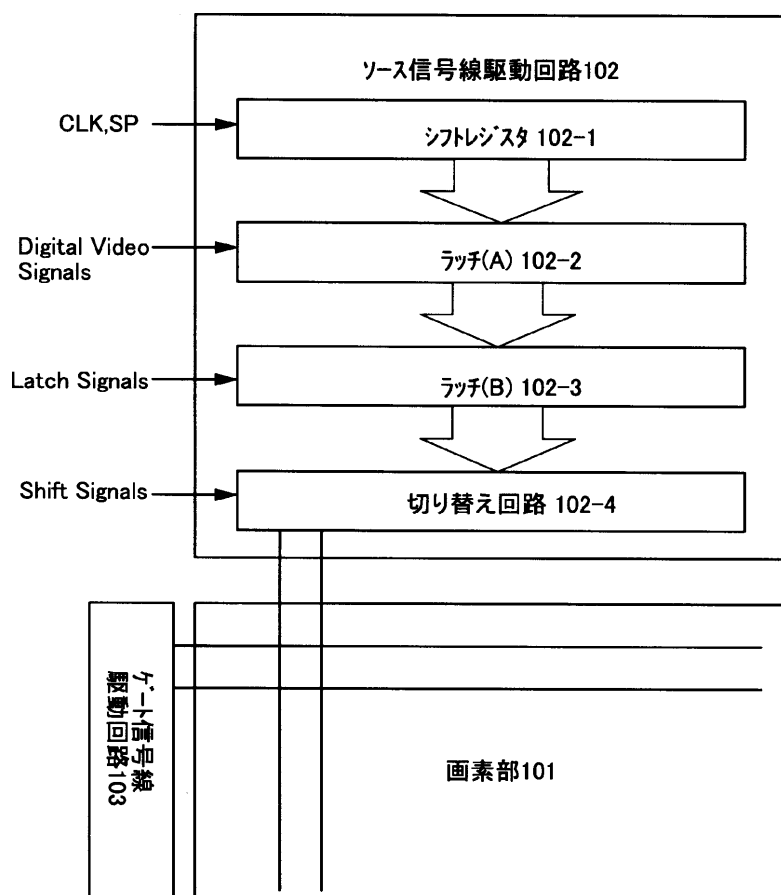 ソース信号線駆動回路102
CLK,SP
シフトレジスタ 102-1
Digital Video
Signals
ラッチ(A) 102-2
Latch Signals
ラッチ(B) 102-3
Shift Signals
切り替え回路 102-4
ゲート信号線
駆動回路103
画素部101